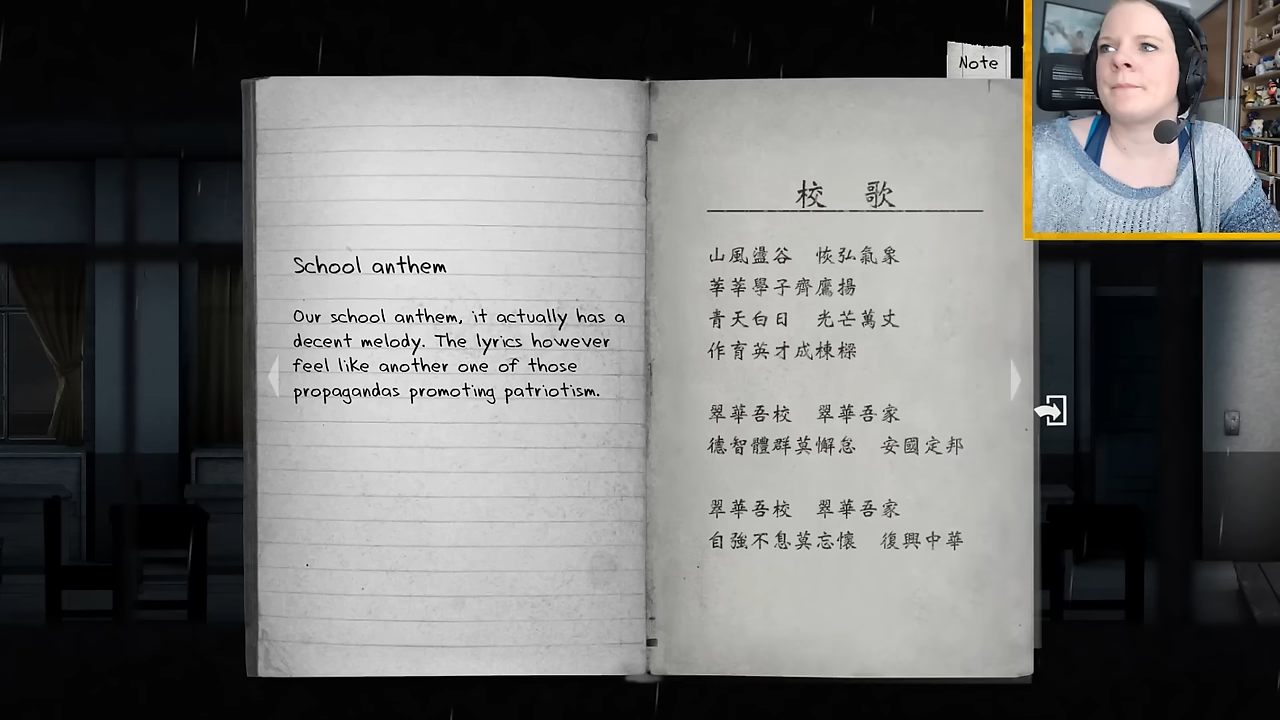 Note
School anthem
Our school anthem, it actually has a
decent melody. The lyrics however
feel like another one of those
propagandas promoting patriotism.
校 歌
山風盪谷 恢弘氣象
莘莘學子齊鷹揚
青天白日 光芒萬丈
作育英才成棟樑
翠華吾校 翠華吾家
德智體群莫懈怠 安國定邦
翠華吾校 翠華吾家
自強不息莫忘懷 復興中華